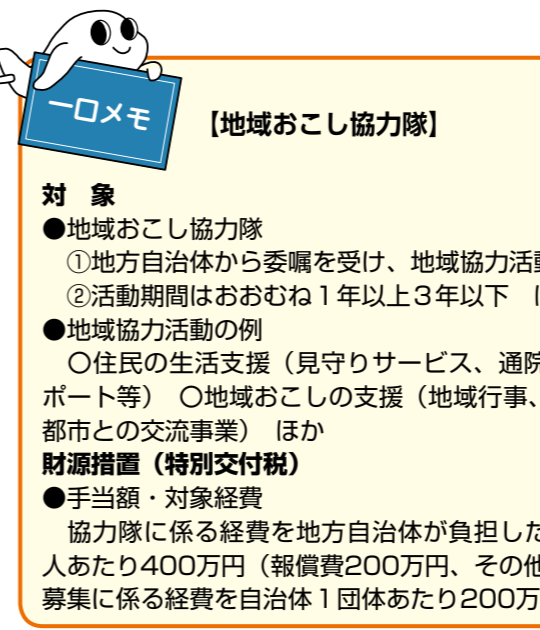 一口メモ
【地域おこし協力隊】
対　象
●地域おこし協力隊
①地方自治体から委嘱を受け、地域協力活動
②活動期間はおおむね１年以上３年以下
●地域協力活動の例
〇住民の生活支援（見守りサービス、通院
ポート等）　〇地域おこしの支援（地域行事、
都市との交流事業）　ほか
財源措置（特別交付税）
●手当額・対象経費
協力隊に係る経費を地方自治体が負担した
人あたり400万円（報償費200万円、その他
募集に係る経費を自治体１団体あたり200万